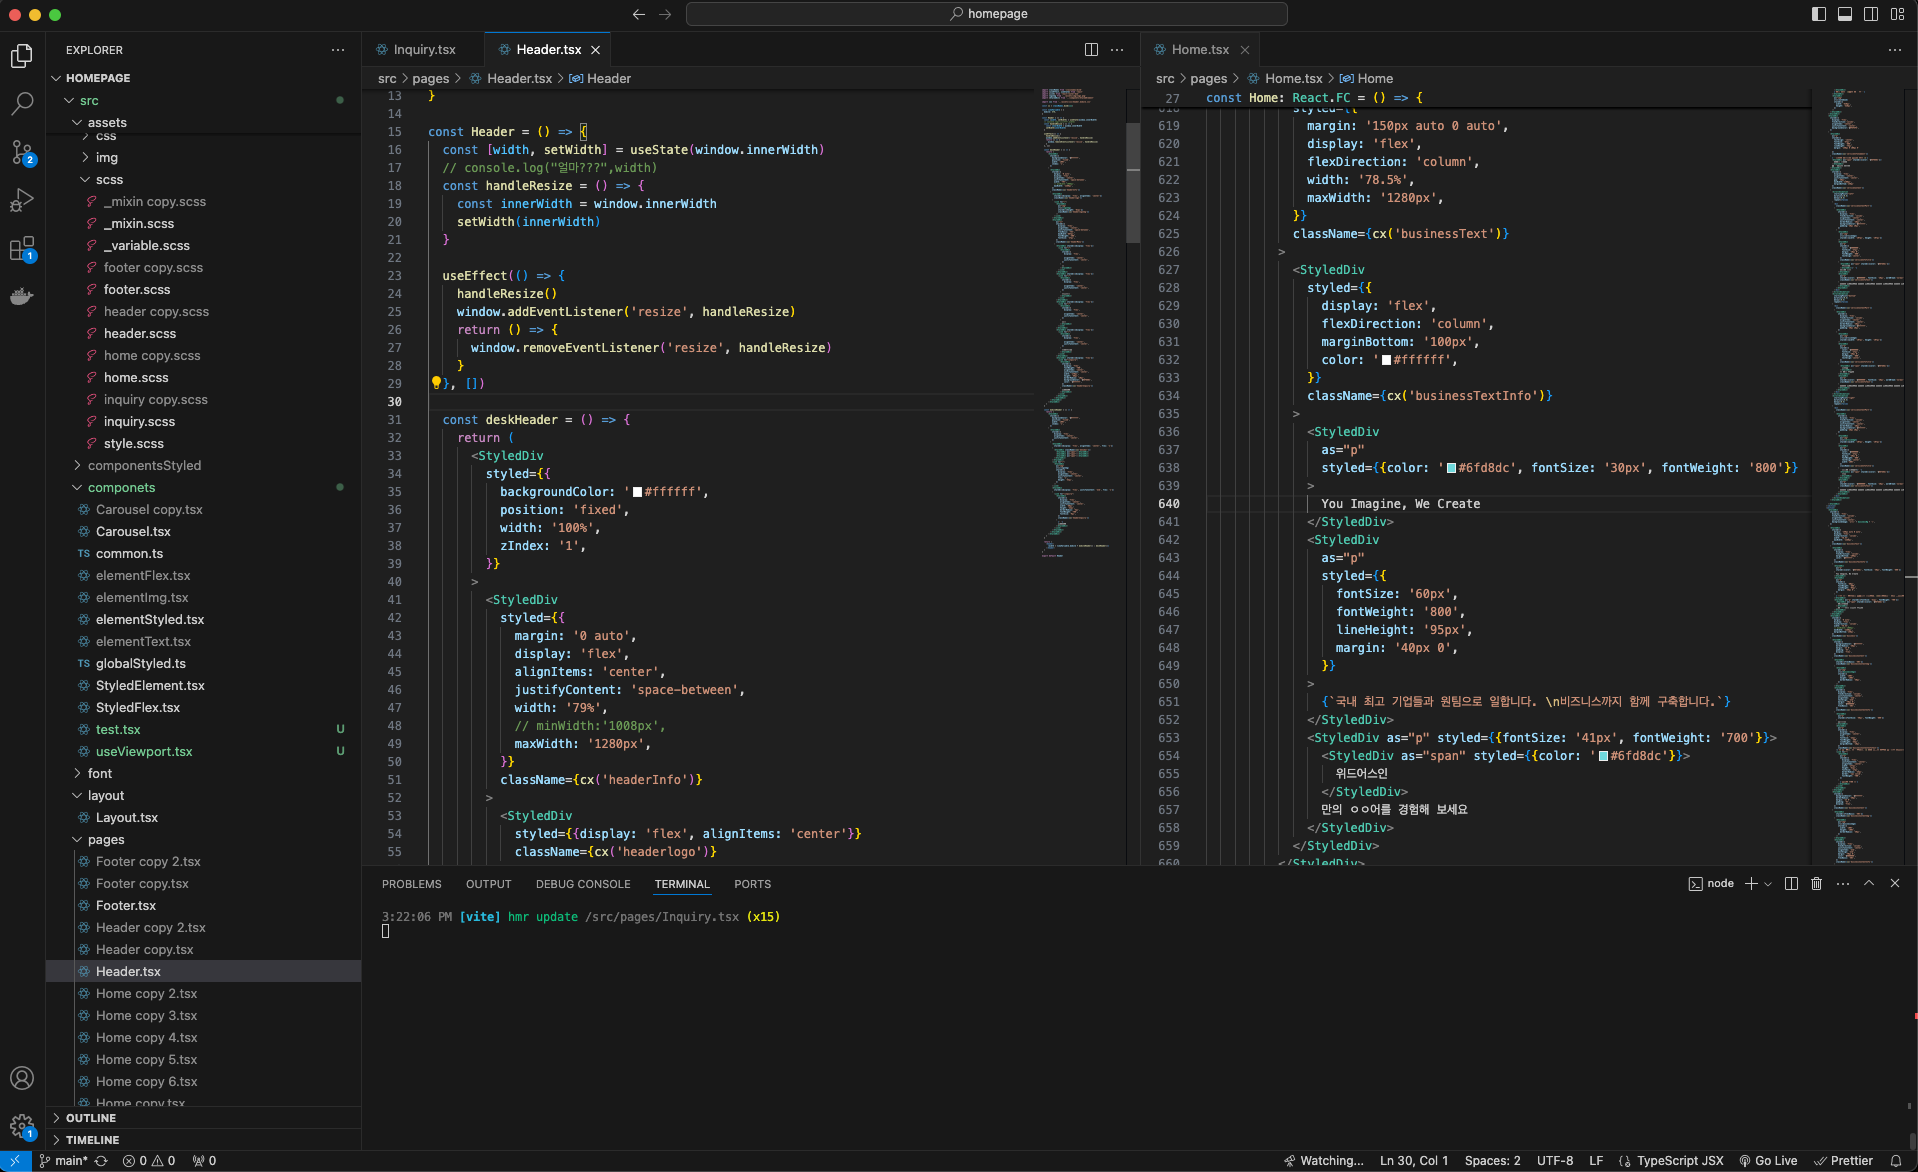 homepage
EXPLORER
HOMEPAGE
src
assets
css
img
scss
_mixin copy.scss
_mixin.scss
_variable.scss
footer copy.scss
footer.scss
header copy.scss
header.scss
home copy.scss
home.scss
inquiry copy.scss
inquiry.scss
style.scss
componentsStyled
componets
Carousel copy.tsx
Carousel.tsx
TS common.ts
elementFlex.tsx
elementImg.tsx
elementStyled.tsx
elementText.tsx
TS globalStyled.ts
StyledElement.tsx
StyledFlex.tsx
test.tsx U
useViewport.tsx U
font
layout
Layout.tsx
pages
Footer copy 2.tsx
Footer copy.tsx
Footer.tsx
Header copy 2.tsx
Header copy.tsx
Header.tsx
Home copy 2.tsx
Home copy 3.tsx
Home copy 4.tsx
Home copy 5.tsx
Home copy 6.tsx
Home copy.tsx
OUTLINE
TIMELINE
2
1
1
Inquiry.tsx Header.tsx
src > pages > Header.tsx > Header
13 }
14
15 const Header = () => {
16 const [width, setWidth] = useState(window.innerWidth)
17 // console.log("얼마???",width)
18 const handleResize = () => {
19 const innerWidth = window.innerWidth
20 setWidth(innerWidth)
21 }
22
23 useEffect(() => {
24 handleResize()
25 window.addEventListener('resize', handleResize)
26 return () => {
27 window.removeEventListener('resize', handleResize)
28 }
29 }, [])
30
31 const deskHeader = () => {
32 return (
33 <StyledDiv
34 styled={{
35 backgroundColor: '#ffffff',
36 position: 'fixed',
37 width: '100%',
38 zIndex: '1',
39 }}
40 >
41 <StyledDiv
42 styled={{
43 margin: '0 auto',
44 display: 'flex',
45 alignItems: 'center',
46 justifyContent: 'space-between',
47 width: '79%',
48 // minWidth:'1008px',
49 maxWidth: '1280px',
50 }}
51 className={cx('headerInfo')}
52 >
53 <StyledDiv
54 styled={{display: 'flex', alignItems: 'center'}}
55 className={cx('headerlogo')}
Home.tsx
src > pages > Home.tsx > Home
27 const Home: React.FC = () => {
618 styled={{
619 margin: '150px auto 0 auto',
620 display: 'flex',
621 flexDirection: 'column',
622 width: '78.5%',
623 maxWidth: '1280px',
624 }}
625 className={cx('businessText')}
626 >
627 <StyledDiv
628 styled={{
629 display: 'flex',
630 flexDirection: 'column',
631 marginBottom: '100px',
632 color: '#ffffff',
633 }}
634 className={cx('businessTextInfo')}
635 >
636 <StyledDiv
637 as="p"
638 styled={{color: '#6fd8dc', fontSize: '30px', fontWeight: '800'}}
639 >
640 You Imagine, We Create
641 </StyledDiv>
642 <StyledDiv
643 as="p"
644 styled={{
645 fontSize: '60px',
646 fontWeight: '800',
647 lineHeight: '95px',
648 margin: '40px 0',
649 }}
650 >
651 {`국내 최고 기업들과 원팀으로 일합니다. \n비즈니스까지 함께 구축합니다.`}
652 </StyledDiv>
653 <StyledDiv as="p" styled={{fontSize: '41px', fontWeight: '700'}}>
654 <StyledDiv as="span" styled={{color: '#6fd8dc'}}>
655 위드어스인
656 </StyledDiv>
657 만의 ㅇㅇ어를 경험해 보세요
658 </StyledDiv>
659 </StyledDiv>
660 </StyledDiv>
PROBLEMS OUTPUT DEBUG CONSOLE TERMINAL PORTS
node
3:22:06 PM [vite] hmr update /src/pages/Inquiry.tsx (x15)
main* 0 0 0
Watching... Ln 30, Col 1 Spaces: 2 UTF-8 LF TypeScript JSX Go Live Prettier